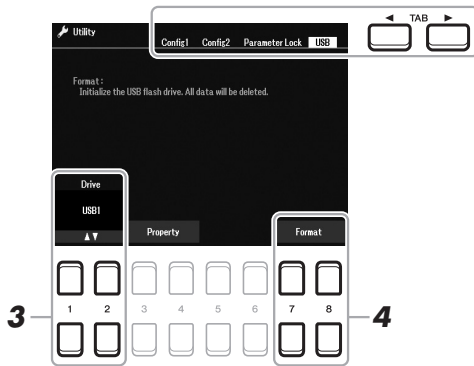 Utility
Config1 Config2 Parameter Lock USB
◄ TAB ►
Format:
Initialize the USB flash drive. All data will be deleted.
Drive
USB1
▲▼
Property
Format
1 2 3 4 5 6 7 8
3
4